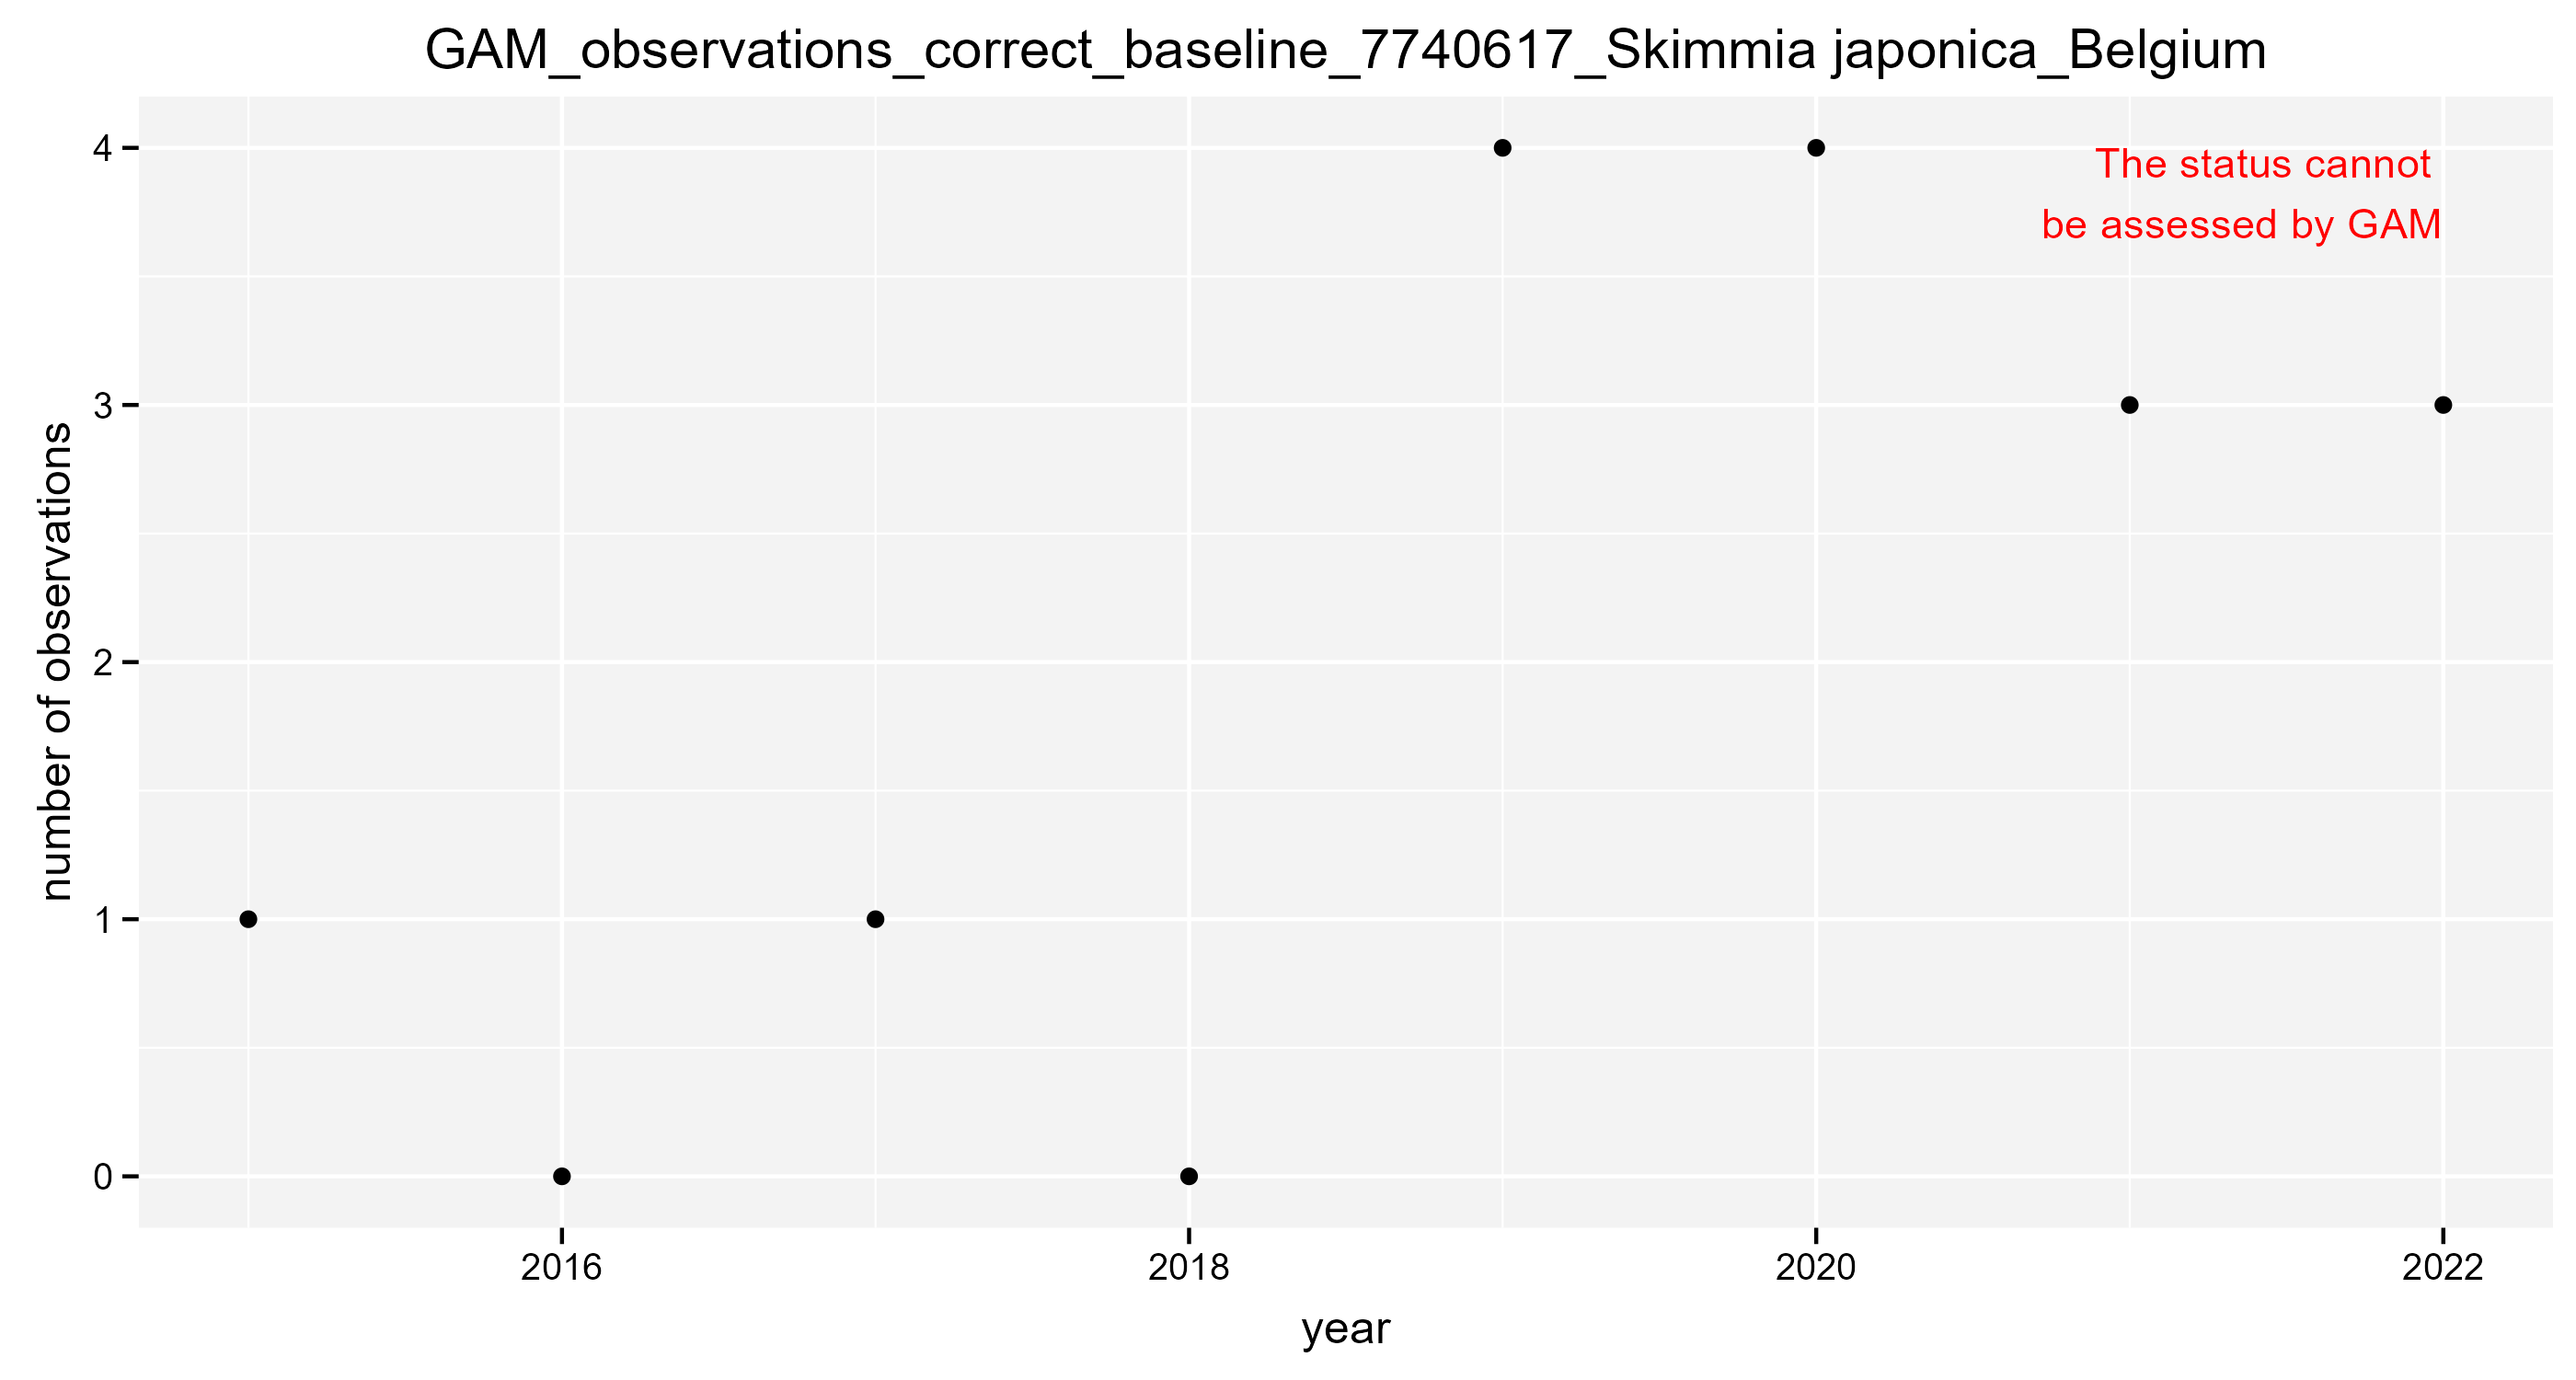 GAM_observations_correct_baseline_7740617_Skimmia japonica_Belgium
The status cannot
be assessed by GAM
number of observations
4
3
2
1
0
2016
2018
2020
2022
year